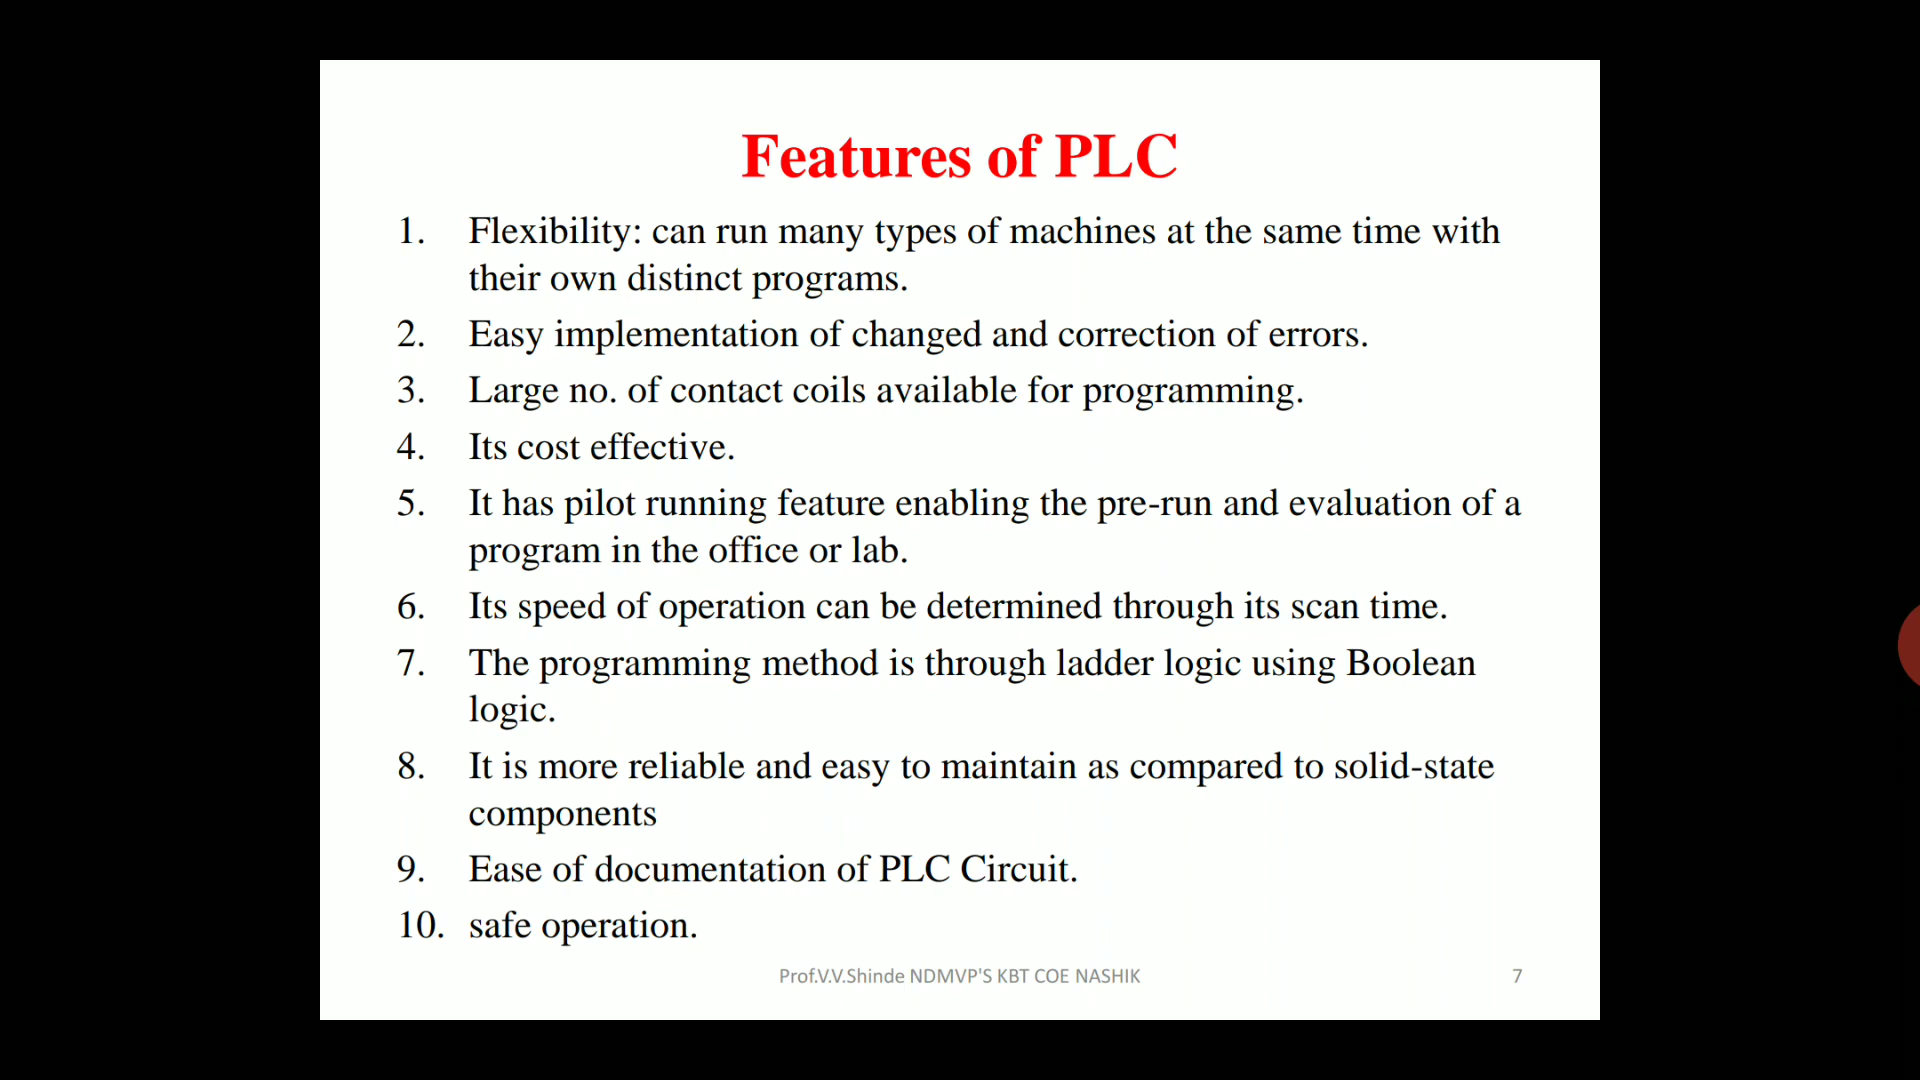 Features of PLC
1. Flexibility: can run many types of machines at the same time with
their own distinct programs.
2. Easy implementation of changed and correction of errors.
3. Large no. of contact coils available for programming.
4. Its cost effective.
5. It has pilot running feature enabling the pre-run and evaluation of a
program in the office or lab.
6. Its speed of operation can be determined through its scan time.
7. The programming method is through ladder logic using Boolean
logic.
8. It is more reliable and easy to maintain as compared to solid-state
components
9. Ease of documentation of PLC Circuit.
10. safe operation.
Prof.V.V.Shinde NDMVP'S KBT COE NASHIK 7